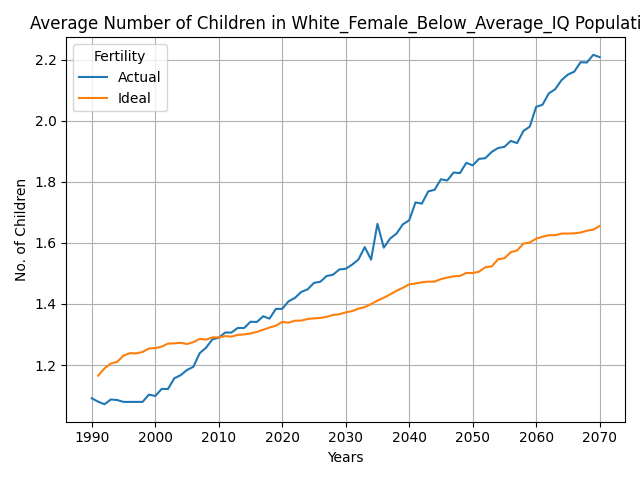 Average Number of Children in White_Female_Below_Average_IQ Populati
Fertility
Actual
Ideal
No. of Children
2.2
2.0
1.8
1.6
1.4
1.2
1990 2000 2010 2020 2030 2040 2050 2060 2070
Years